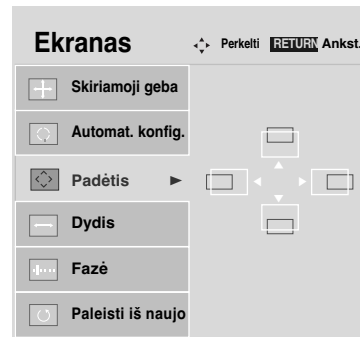 Ekranas
Perkelti RETURN Ankst.
Skiriamoji geba
Automat. konfig.
Padėtis
Dydis
Fazė
Paleisti iš naujo